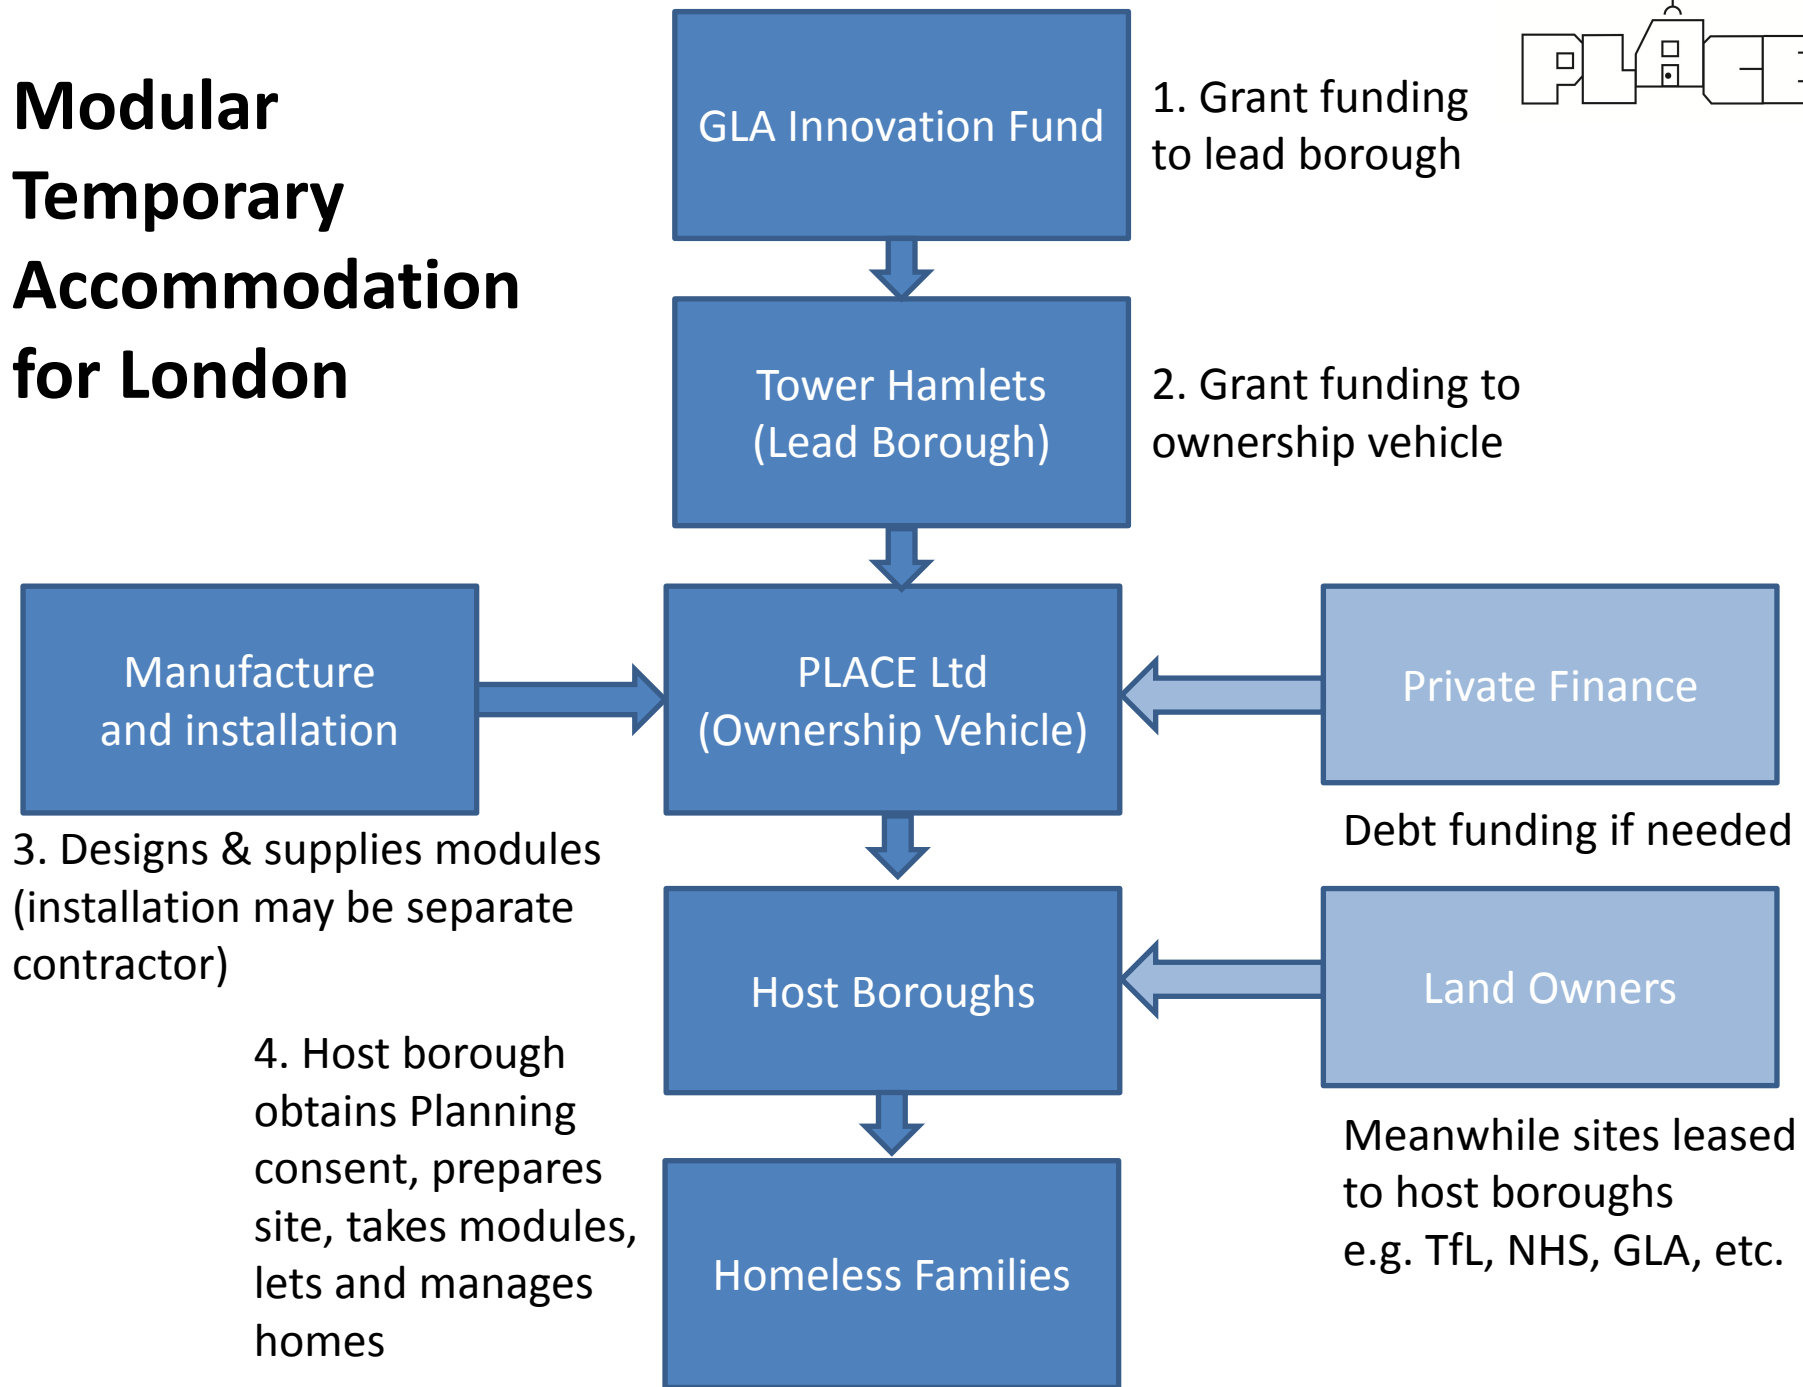 Modular
Temporary
Accommodation
for London
PLACE
GLA Innovation Fund
1. Grant funding
to lead borough
Tower Hamlets
(Lead Borough)
2. Grant funding to
ownership vehicle
Manufacture
and installation
PLACE Ltd
(Ownership Vehicle)
Private Finance
3. Designs & supplies modules
(installation may be separate
contractor)
Debt funding if needed
Host Boroughs
Land Owners
4. Host borough
obtains Planning
consent, prepares
site, takes modules,
lets and manages
homes
Meanwhile sites leased
to host boroughs
e.g. TfL, NHS, GLA, etc.
Homeless Families